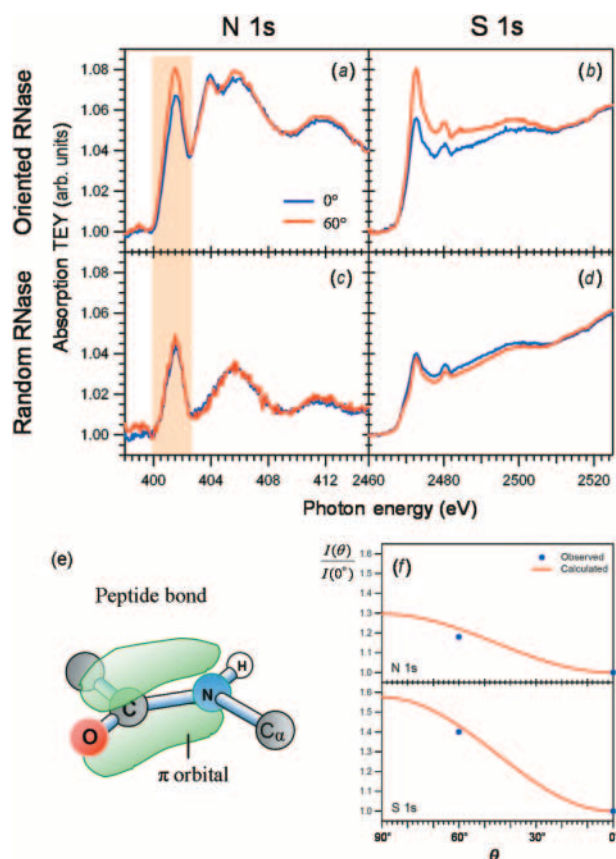 N 1s S 1s
Oriented RNase
Random RNase
Absorption TEY (arb. units)
1.08 (a) (b)
1.06
1.04
0°
60°
1.02
1.00
1.08 (c) (d)
1.06
1.04
1.02
1.00
400 404 408 412 2460 2480 2500 2520
Photon energy (eV)
(e)
Peptide bond
H
C N
O Cα
π orbital
I(θ)
I(0°)
(f)
Observed
Calculated
1.6
1.5
1.4
1.3
1.2
1.1
1.0
N 1s
1.6
1.5
1.4
1.3
1.2
1.1
1.0
S 1s
90° 60° 30° 0°
θ